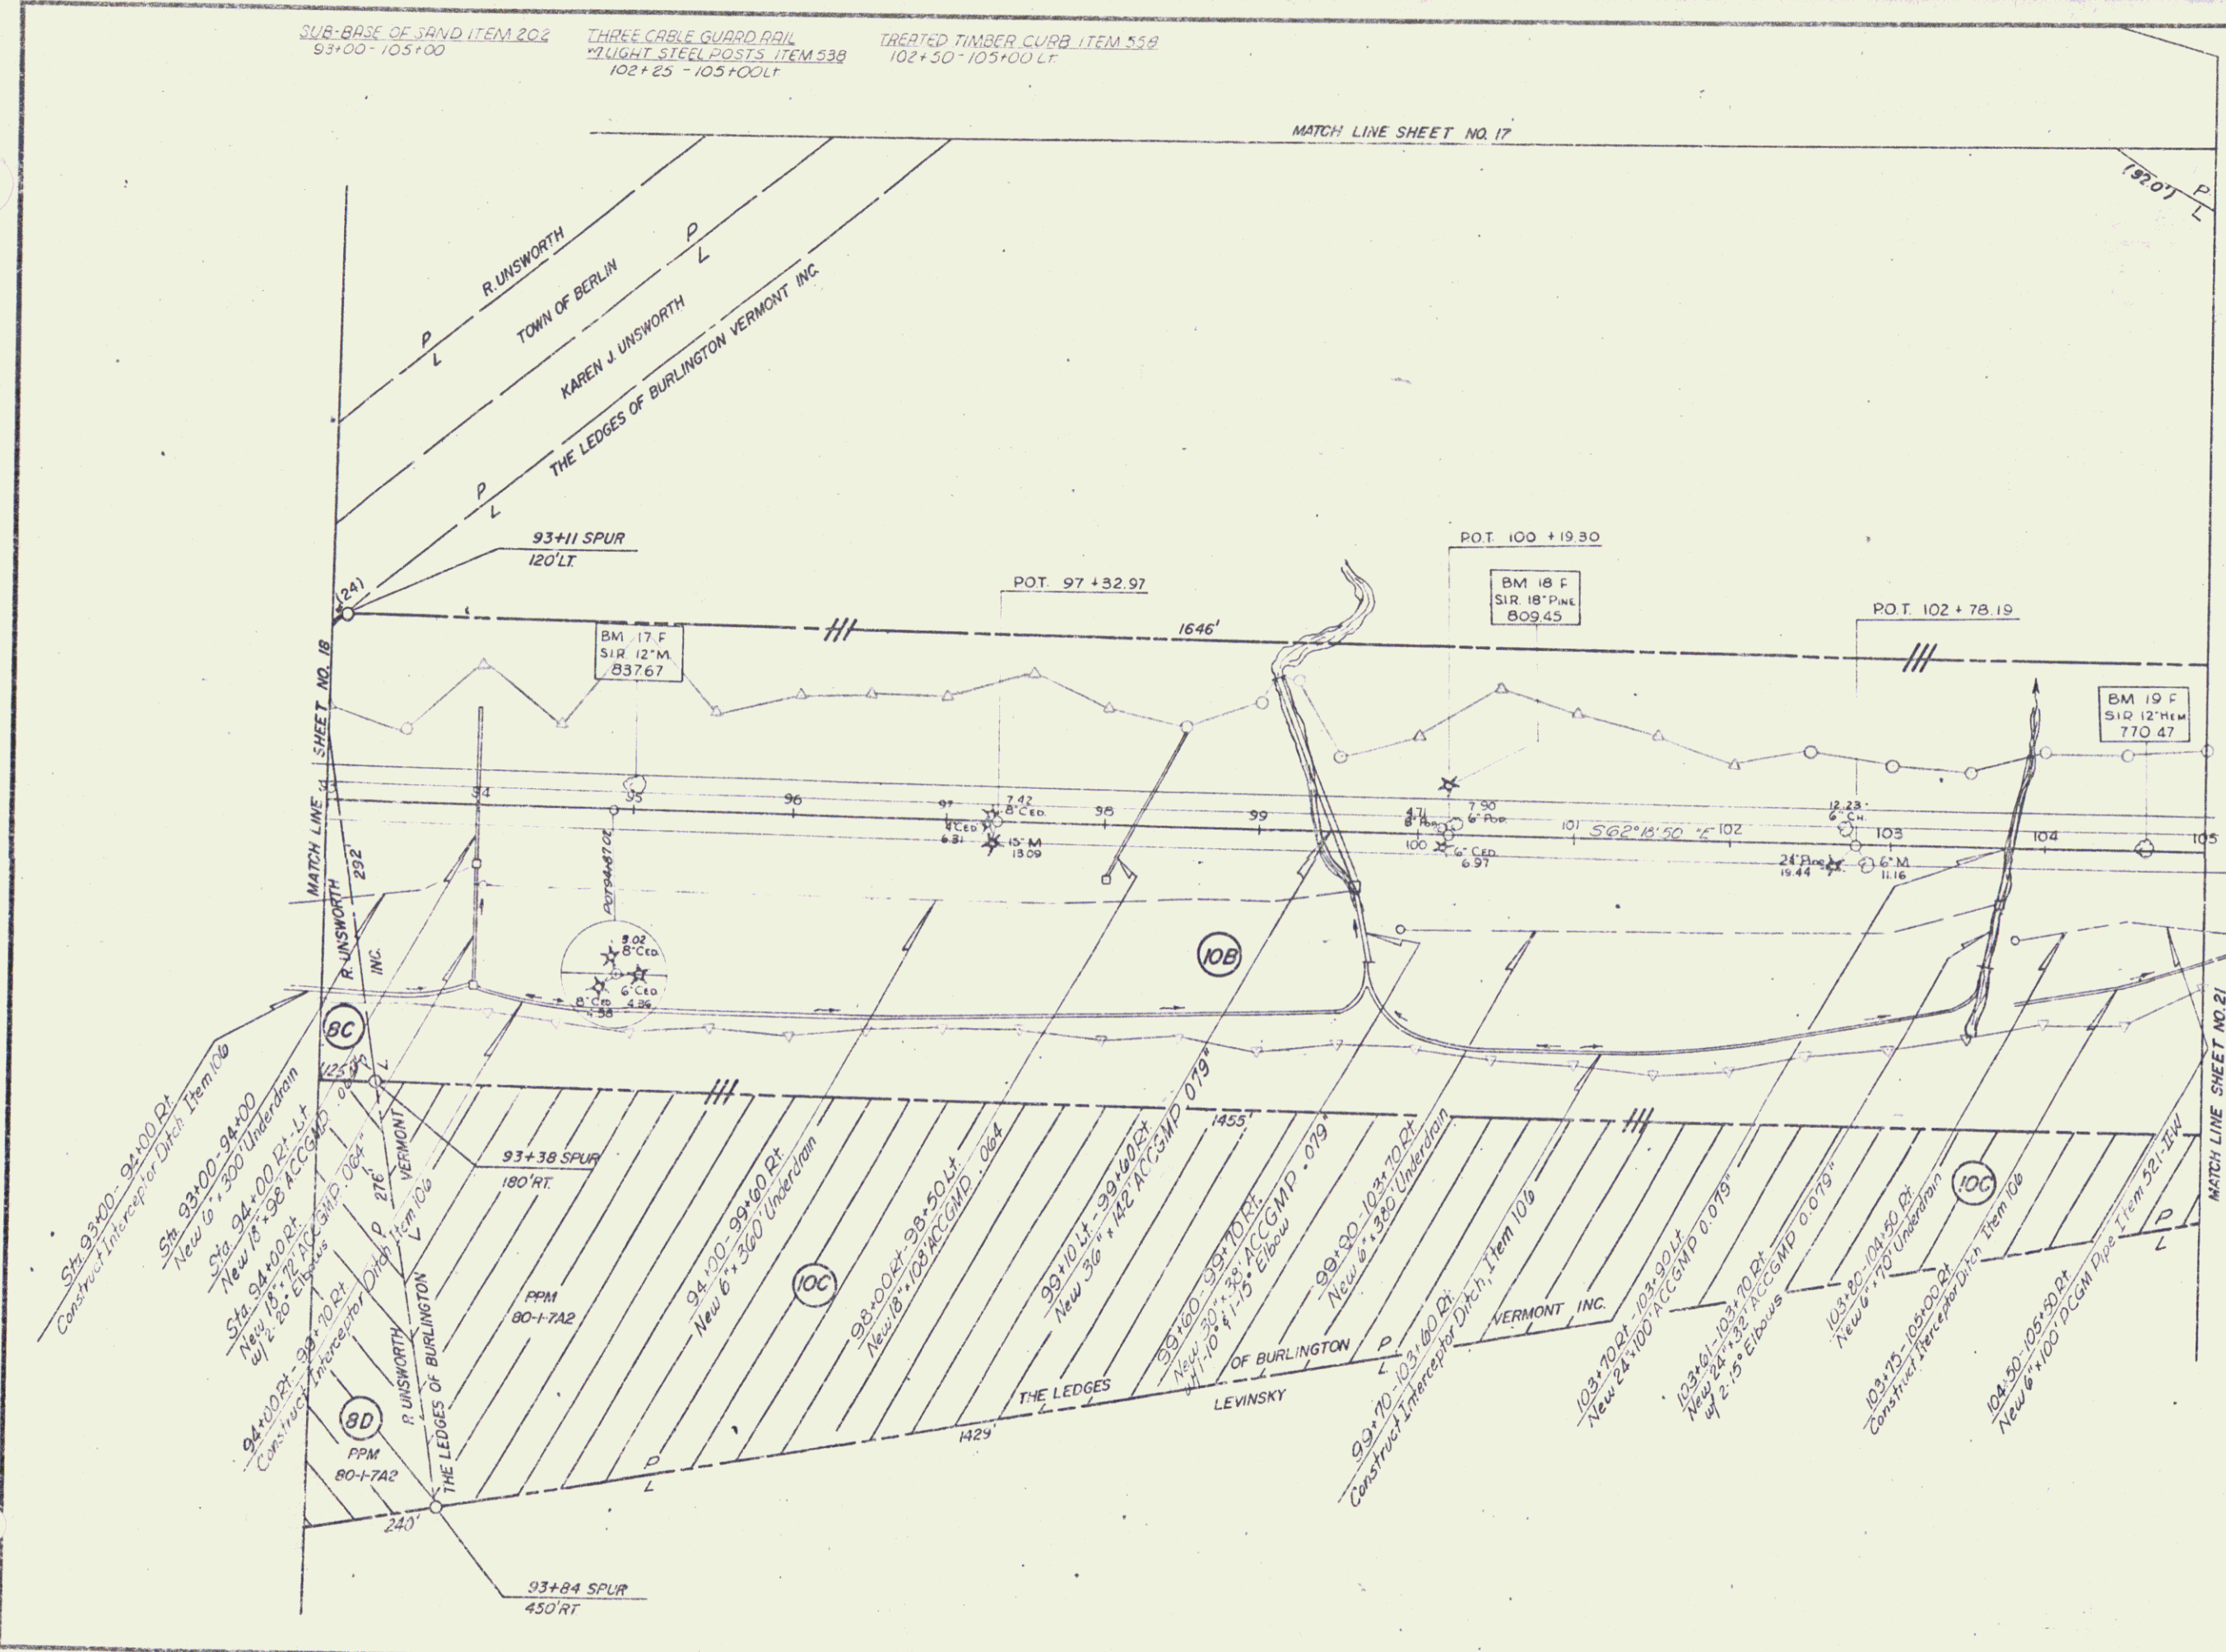 SUB-BASE OF SAND ITEM 202
93+00 - 105+00
THREE CABLE GUARD RAIL
W/LIGHT STEEL POSTS ITEM 538
102+25 - 105+00 Lt
TREATED TIMBER CURB ITEM 558
102+50 - 105+00 LT.
MATCH LINE SHEET NO. 17
(920')
P
L
R. UNSWORTH
P
L
TOWN OF BERLIN
P
L
KAREN J. UNSWORTH
THE LEDGES OF BURLINGTON VERMONT INC.
P
L
93+11 SPUR
120' LT.
(24)
P.O.T. 97+32.97
P.O.T. 100+19.30
P.O.T. 102+78.19
BM 17 F
S.I.R. 12" M.
837.67
BM 18 F
S.I.R. 18" PINE
809.45
BM 19 F
S.I.R. 12" HEM
770.47
1646'
MATCH LINE SHEET NO. 18
94
95
96
97
98
99
100
101
S62°18'50"E
102
103
104
105
7.42
8" CED.
4" CED
6.31
15" M
13.09
4.71
8" Pop.
7.90
6" Pop.
6" CED.
6.97
12.23
6" CH.
19.44
6" M
11.16
292'
R. UNSWORTH
INC.
9.02
8" CED.
6" CED
4.86
8" CED
10B
8C
P
L
1455'
93+38 SPUR
180' RT.
276'
VERMONT
P
L
R. UNSWORTH
THE LEDGES OF BURLINGTON
PPM
80-1-7A2
10C
10C
8D
PPM
80-1-7A2
240'
93+84 SPUR
450' RT
1429'
P
L
THE LEDGES
OF BURLINGTON
VERMONT INC.
LEVINSKY
P
L
P
L
MATCH LINE SHEET NO. 21
Sta. 93+00 - 94+00 Rt.
Construct Interceptor Ditch Item 106
Sta. 93+00-94+00
New 6" x 300' Underdrain
Sta. 94+00 Rt.-Lt.
New 18" x 98' ACCGMP .064"
Sta. 94+00 Rt.
New 18" x 72' ACCGMP .064"
w/ 2-20° Elbows
94+00 Rt - 99+70 Rt
Construct Interceptor Ditch Item 106
94+00-99+60 Rt.
New 6" x 360' Underdrain
98+00 Rt-98+50 Lt.
New 18" x 108' ACCGMP .064
99+10 Lt - 99+60 Rt
New 36" x 142' ACCGMP .079"
99+60-99+70 Rt.
New 30" x 38' ACCGMP .079"
w/ 1-10° & 1-15° Elbow
99+90-103+70 Rt
New 6" x 380' Underdrain
99+70-103+60 Rt.
Construct Interceptor Ditch, Item 106
103+70 Rt - 103+90 Lt
New 24" x 100' ACCGMP 0.079"
103+61-103+70 Rt
New 24" x 32' ACCGMP 0.079"
w/ 2-15° Elbows
103+80-104+50 Rt.
New 6" x 70' Underdrain
103+75-105+00 Rt.
Construct Iterceptor Ditch Item 106
104+50-105+50 Rt
New 6" x 100' PCGM Pipe Item 521-II-W